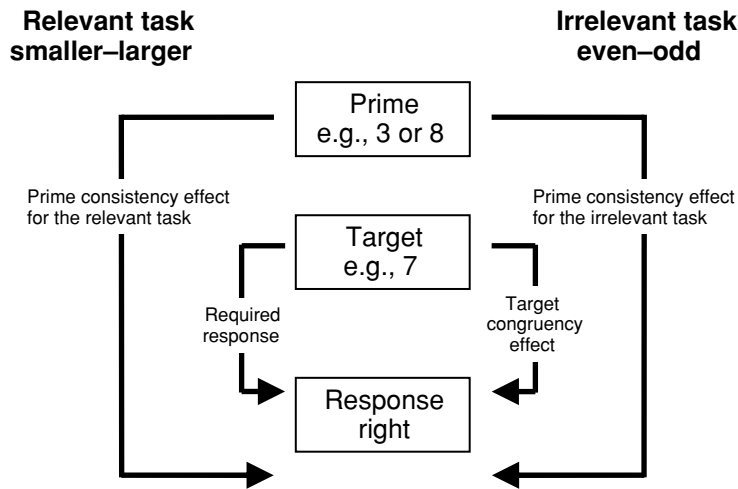 Relevant task
smaller–larger
Irrelevant task
even–odd
Prime
e.g., 3 or 8
Prime consistency effect
for the relevant task
Prime consistency effect
for the irrelevant task
Target
e.g., 7
Required
response
Target
congruency
effect
Response
right